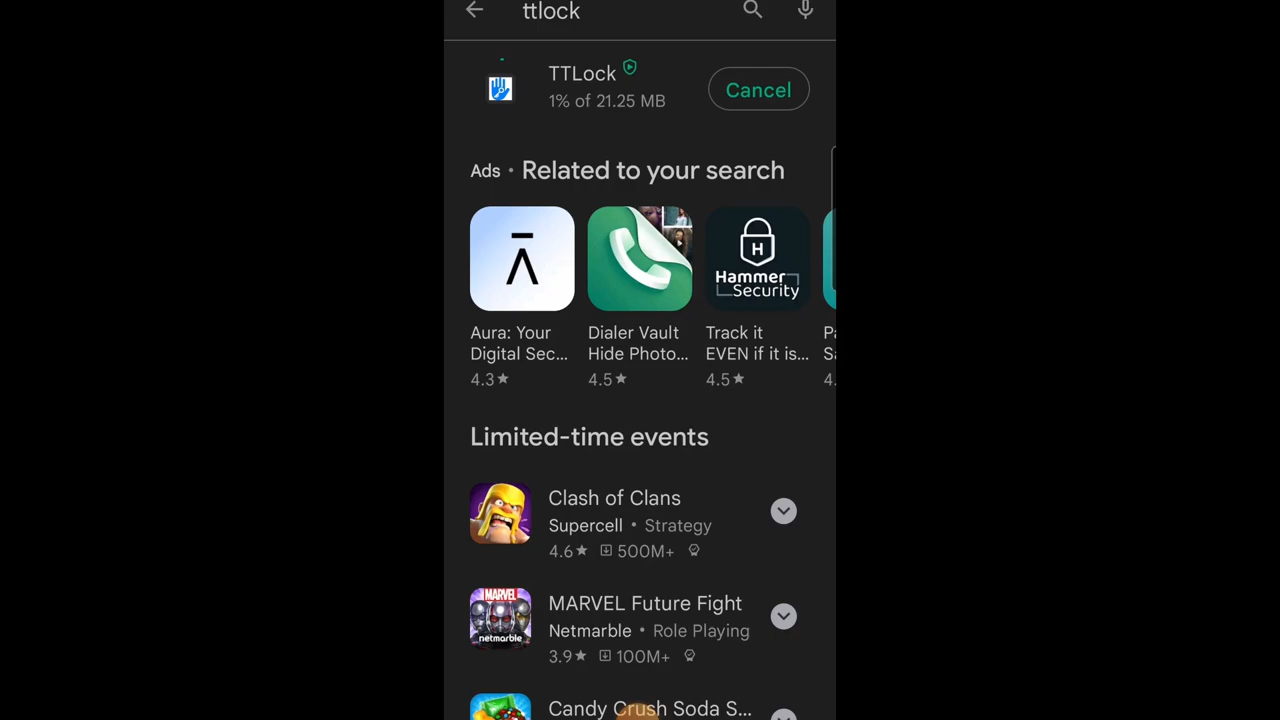 ttlock
TTLock
1% of 21.25 MB
Cancel
Ads • Related to your search
Λ
H
Hammer
Security
Aura: Your
Digital Sec...
4.3★
Dialer Vault
Hide Photo...
4.5★
Track it
EVEN if it is...
4.5★
Pa
Sa
4.
Limited-time events
Clash of Clans
Supercell • Strategy
4.6★ 500M+
MARVEL
netmarble
MARVEL Future Fight
Netmarble • Role Playing
3.9★ 100M+
Candy Crush Soda S...